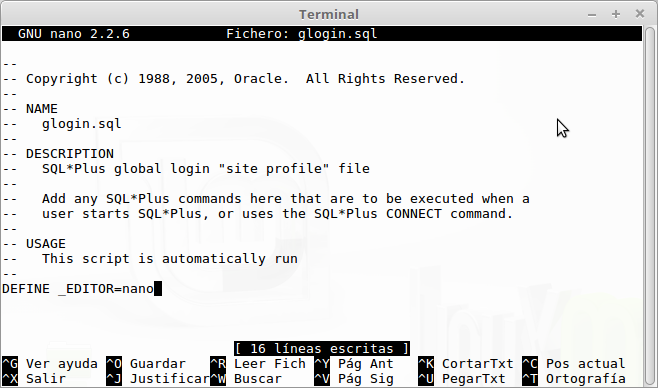 Terminal
GNU nano 2.2.6 Fichero: glogin.sql
--
-- Copyright (c) 1988, 2005, Oracle.  All Rights Reserved.
--
-- NAME
--   glogin.sql
--
-- DESCRIPTION
--   SQL*Plus global login "site profile" file
--
--   Add any SQL*Plus commands here that are to be executed when a
--   user starts SQL*Plus, or uses the SQL*Plus CONNECT command.
--
-- USAGE
--   This script is automatically run
--
DEFINE _EDITOR=nano
[ 16 líneas escritas ]
^G Ver ayuda ^O Guardar ^R Leer Fich ^Y Pág Ant ^K CortarTxt ^C Pos actual
^X Salir ^J Justificar ^W Buscar ^V Pág Sig ^U PegarTxt ^T Ortografía